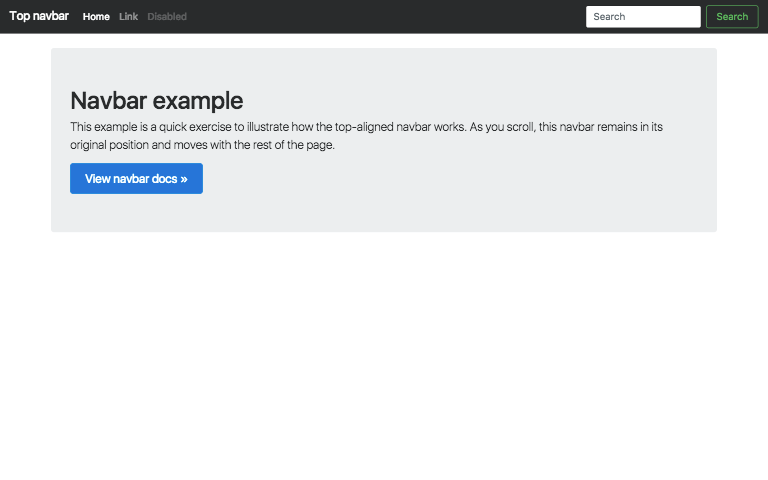 Top navbar Home Link Disabled Search Search
Navbar example
This example is a quick exercise to illustrate how the top-aligned navbar works. As you scroll, this navbar remains in its
original position and moves with the rest of the page.
View navbar docs »